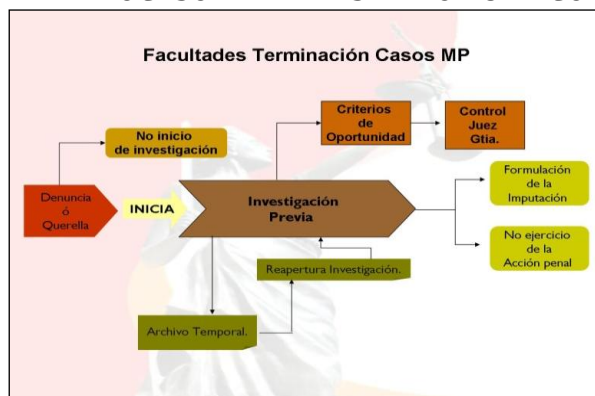 Facultades Terminación Casos MP
Criterios
de
Oportunidad
Control
Juez
Gtia.
No inicio
de investigación
Denuncia
ó
Querella
INICIA
Investigación
Previa
Formulación
de la
Imputación
No ejercicio
de la
Acción penal
Reapertura Investigación.
Archivo Temporal.